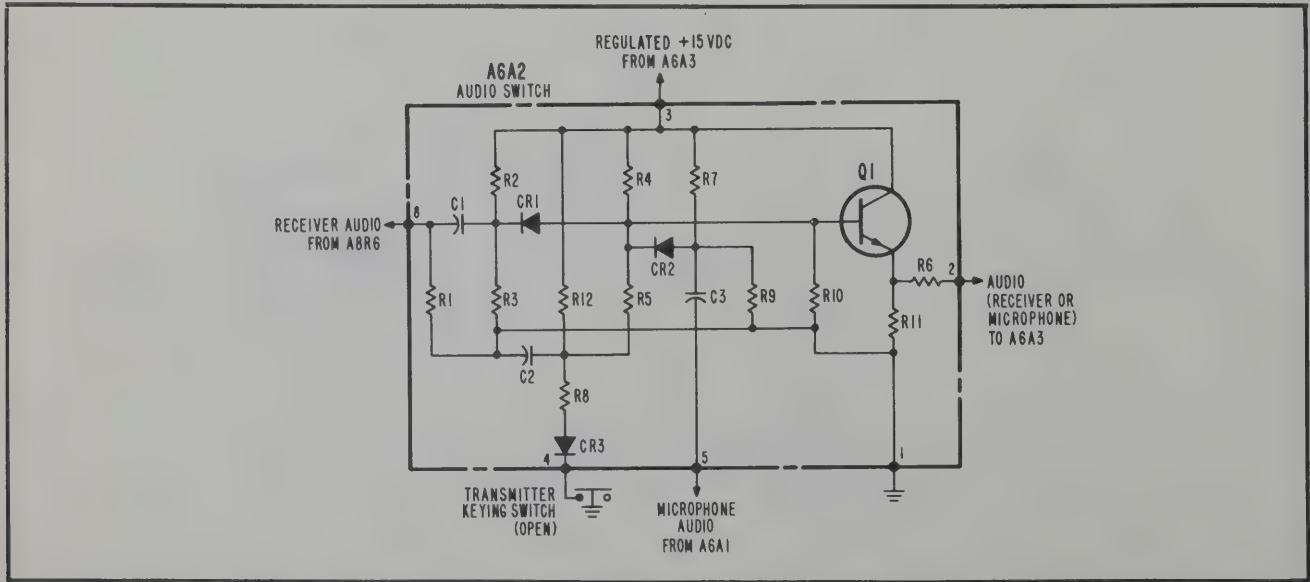 REGULATED +15VDC
FROM A6A3
A6A2
AUDIO SWITCH
3
R2
R4
R7
Q1
8
C1
CR1
RECEIVER AUDIO
FROM A8R6
CR2
R6
2
AUDIO
(RECEIVER OR
MICROPHONE)
TO A6A3
R1
R3
R12
R5
C3
R9
R10
R11
C2
R8
CR3
4
5
1
TRANSMITTER
KEYING SWITCH
(OPEN)
MICROPHONE
AUDIO
FROM A6A1